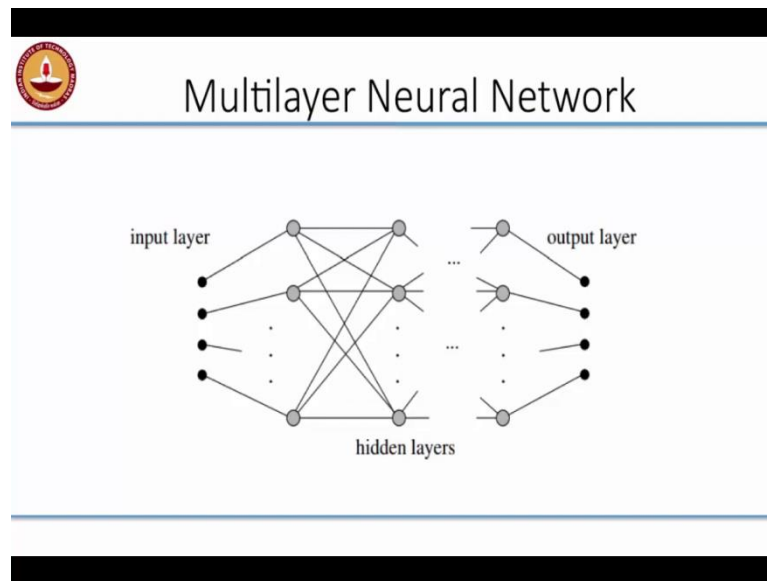 Multilayer Neural Network
input layer
output layer
...
...
hidden layers